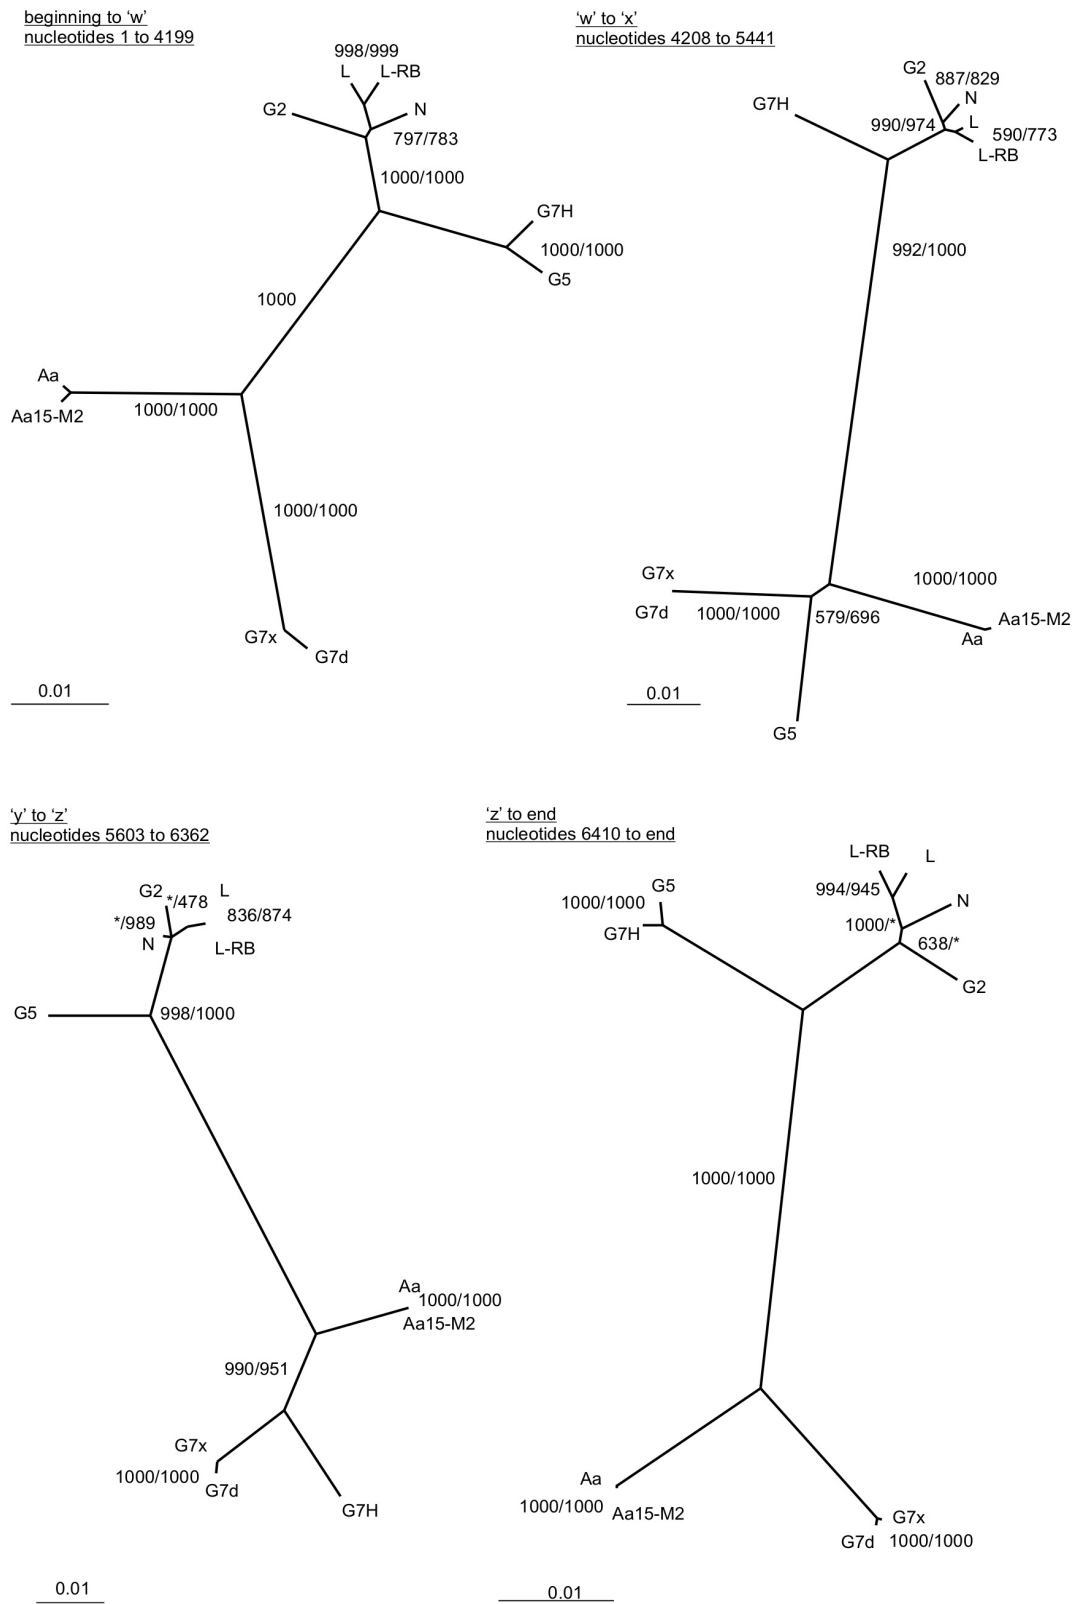 beginning to ‘w’
nucleotides 1 to 4199
998/999
L
L-RB
G2
N
797/783
1000/1000
G7H
1000/1000
G5
1000
Aa
Aa15-M2
1000/1000
1000/1000
G7x
G7d
0.01
‘w’ to ‘x’
nucleotides 4208 to 5441
G2
887/829
G7H
N
990/974
L
590/773
L-RB
992/1000
G7x
1000/1000
G7d
1000/1000
579/696
Aa15-M2
Aa
0.01
G5
‘y’ to ‘z’
nucleotides 5603 to 6362
G2
*/478
L
*/989
836/874
N
L-RB
G5
998/1000
Aa
1000/1000
Aa15-M2
990/951
G7x
1000/1000
G7d
G7H
0.01
‘z’ to end
nucleotides 6410 to end
L-RB
L
G5
994/945
1000/1000
N
G7H
1000/*
638/*
G2
1000/1000
Aa
1000/1000
Aa15-M2
G7x
G7d
1000/1000
0.01